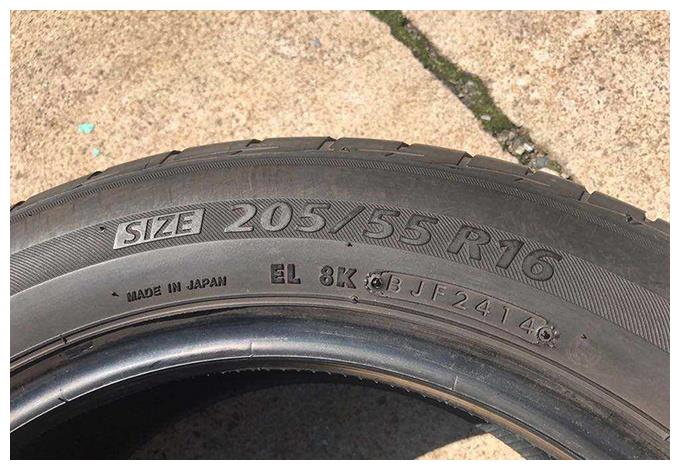 SIZE 205/55 R16
MADE IN JAPAN EL 8K BJF2414